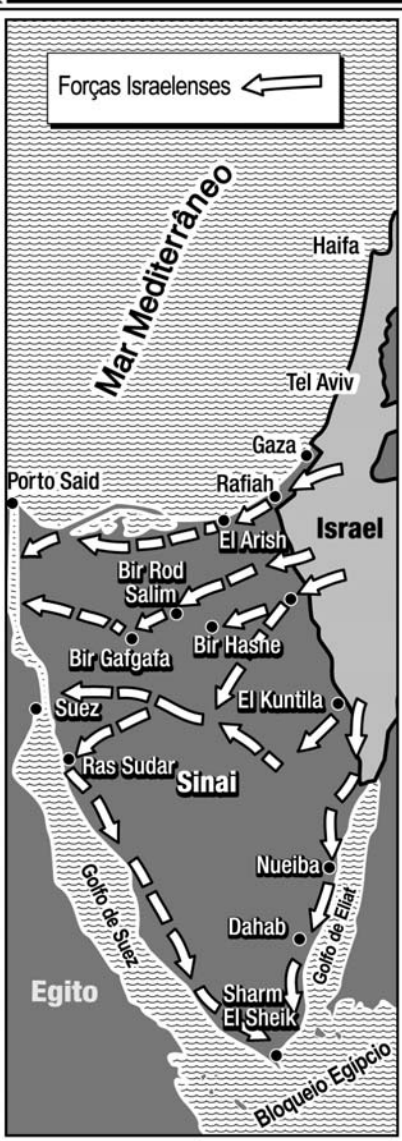 Forças Israelenses
Mar Mediterrâneo
Haifa
Tel Aviv
Gaza
Porto Said
Rafiah
El Arish
Israel
Bir Rod
Salim
Bir Hasne
Bir Gafgafa
El Kuntila
Suez
Ras Sudar
Sinai
Nueiba
Golfo de Suez
Dahab
Golfo de Eliat
Egito
Sharm
El Sheik
Bloqueio Egípcio